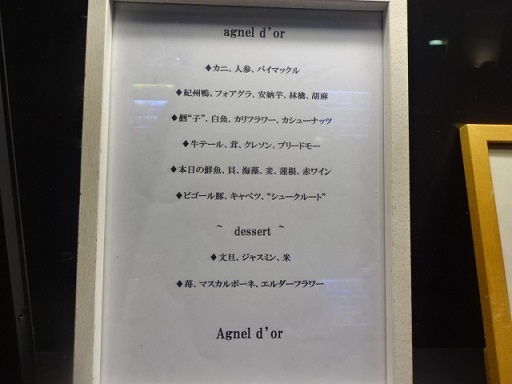 agnel d'or
◆カニ、人参、バイマックル
◆紀州鴨、フォアグラ、安納芋、林檎、胡麻
◆鱈“子”、白魚、カリフラワー、カシューナッツ
◆牛テール、茸、クレソン、ブリードモー
◆本日の鮮魚、貝、海藻、麦、蓮根、赤ワイン
◆ビゴール豚、キャベツ、“シュークルート”
~ dessert ~
◆文旦、ジャスミン、米
◆苺、マスカルポーネ、エルダーフラワー
Agnel d'or